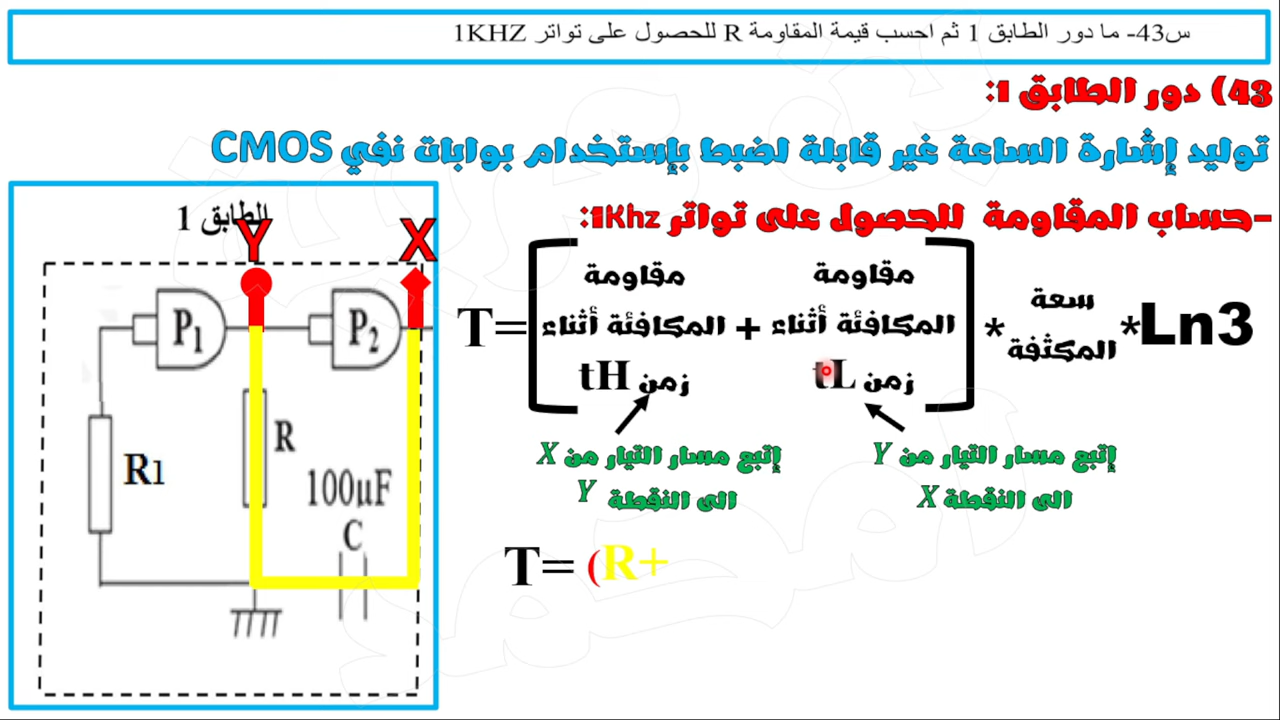 س43- ما دور الطابق 1 ثم احسب قيمة المقاومة R للحصول على تواتر 1KHZ
43) دور الطابق 1:
توليد إشارة الساعة غير قابلة لضبط بإستخدام بوابات نفي CMOS
-حساب المقاومة للحصول على تواتر 1Khz:
الطابق 1
Y X
P1 P2
R1 R
100µF
C
T= [مقاومة المكافئة أثناء زمن tH + مقاومة المكافئة أثناء زمن tL] * سعة المكثفة *Ln3
إتبع مسار التيار من X
الى النقطة Y
إتبع مسار التيار من Y
الى النقطة X
T= (R+